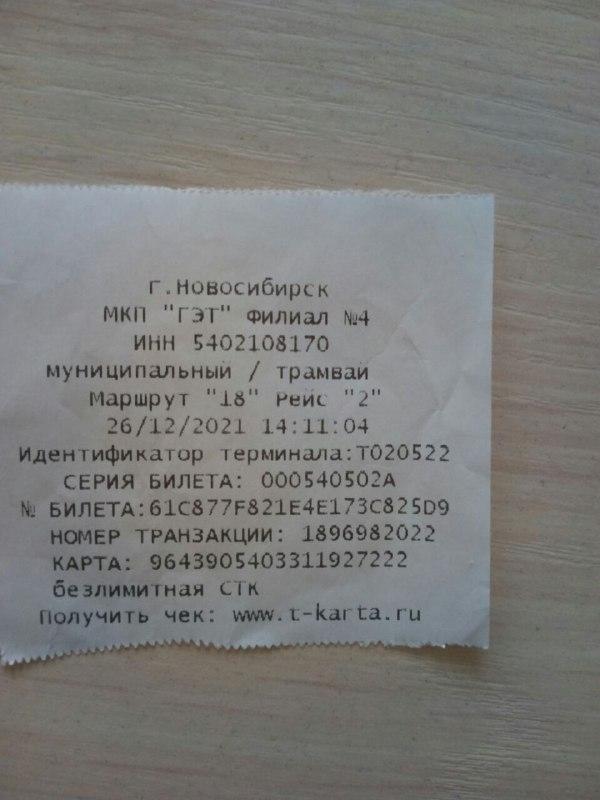 г.Новосибирск
МКП "ГЭТ" Филиал №4
ИНН 5402108170
муниципальный / трамвай
Маршрут "18" Рейс "2"
26/12/2021 14:11:04
Идентификатор терминала:Т020522
СЕРИЯ БИЛЕТА: 000540502A
№ БИЛЕТА:61C877F821E4E173C825D9
НОМЕР ТРАНЗАКЦИИ: 1896982022
КАРТА: 9643905403311927222
безлимитная СТК
Получить чек: www.t-karta.ru